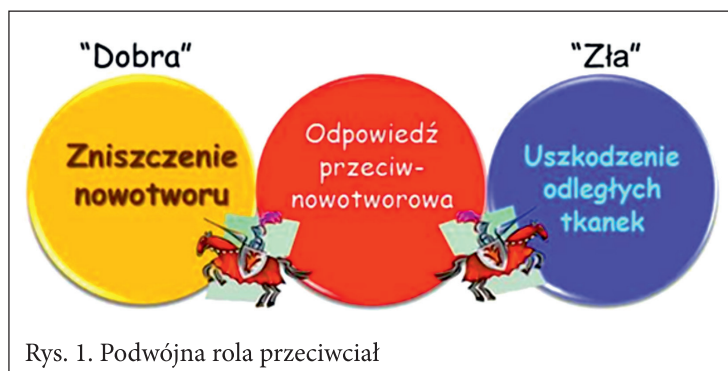 "Dobra"
"Zła"
Zniszczenie
nowotworu
Odpowiedź
przeciw-
nowotworowa
Uszkodzenie
odległych
tkanek
Rys. 1. Podwójna rola przeciwciał